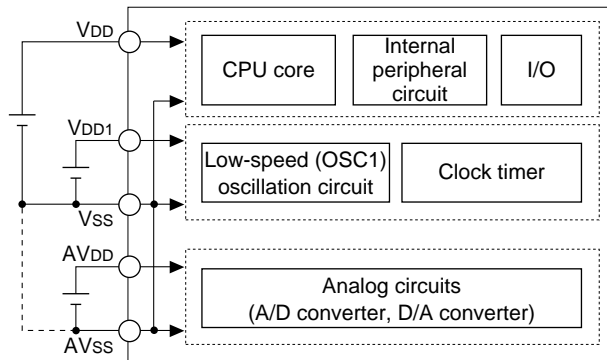 VDD
CPU core
Internal
peripheral
circuit
I/O
VDD1
Low-speed (OSC1)
oscillation circuit
Clock timer
VSS
AVDD
Analog circuits
(A/D converter, D/A converter)
AVSS